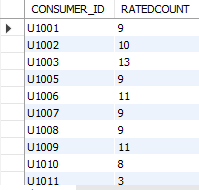 CONSUMER_ID RATEDCOUNT
U1001 9
U1002 10
U1003 13
U1005 9
U1006 11
U1007 9
U1008 9
U1009 11
U1010 8
U1011 3